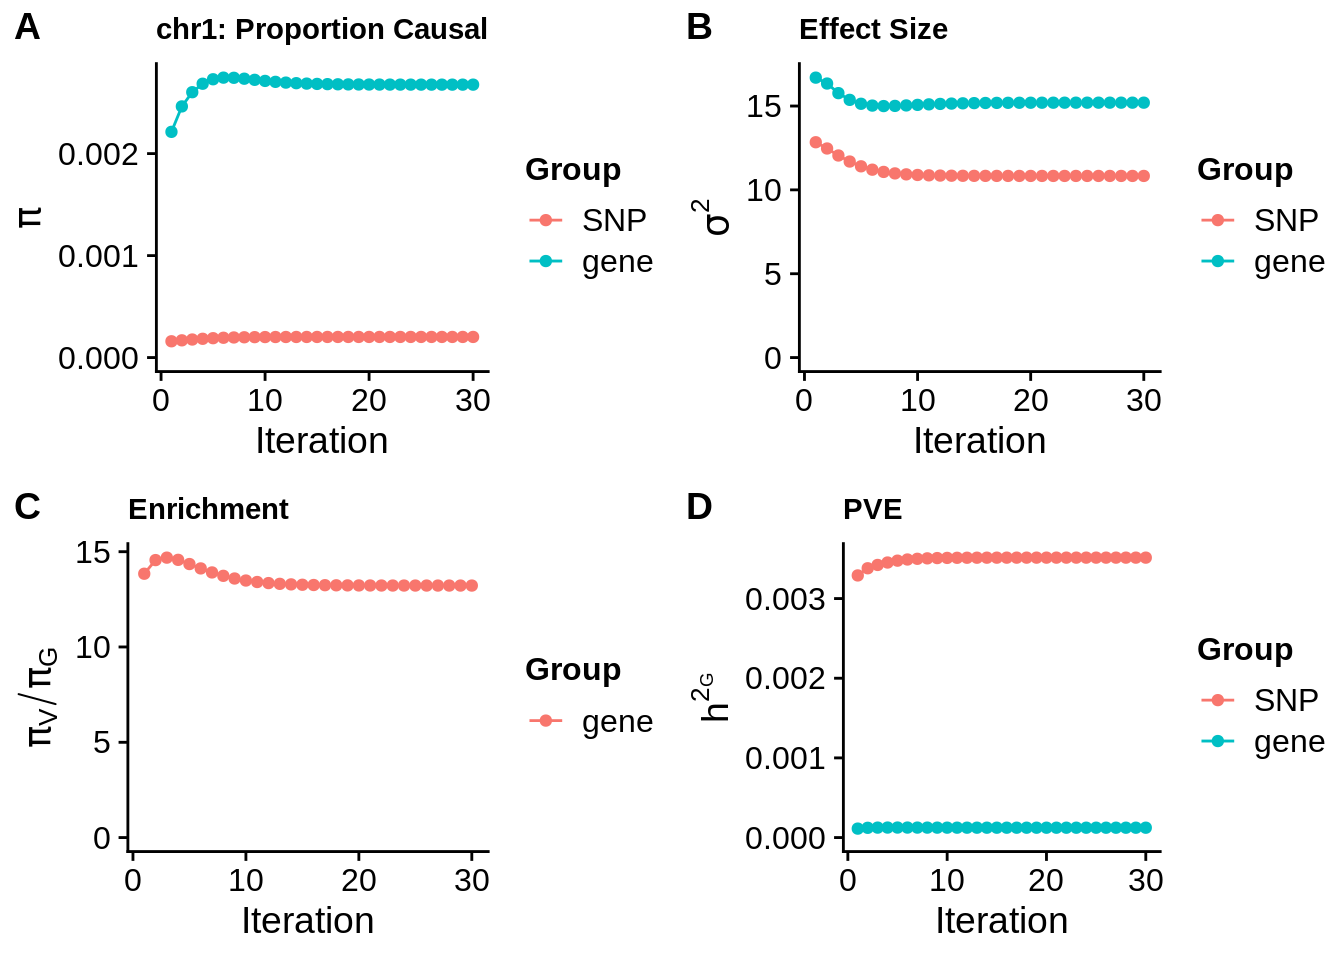 A
chr1: Proportion Causal
π
0.002
0.001
0.000
0 10 20 30
Iteration
Group
SNP
gene
B
Effect Size
σ²
15
10
5
0
0 10 20 30
Iteration
Group
SNP
gene
C
Enrichment
πV/πG
15
10
5
0
0 10 20 30
Iteration
Group
gene
D
PVE
h²G
0.003
0.002
0.001
0.000
0 10 20 30
Iteration
Group
SNP
gene